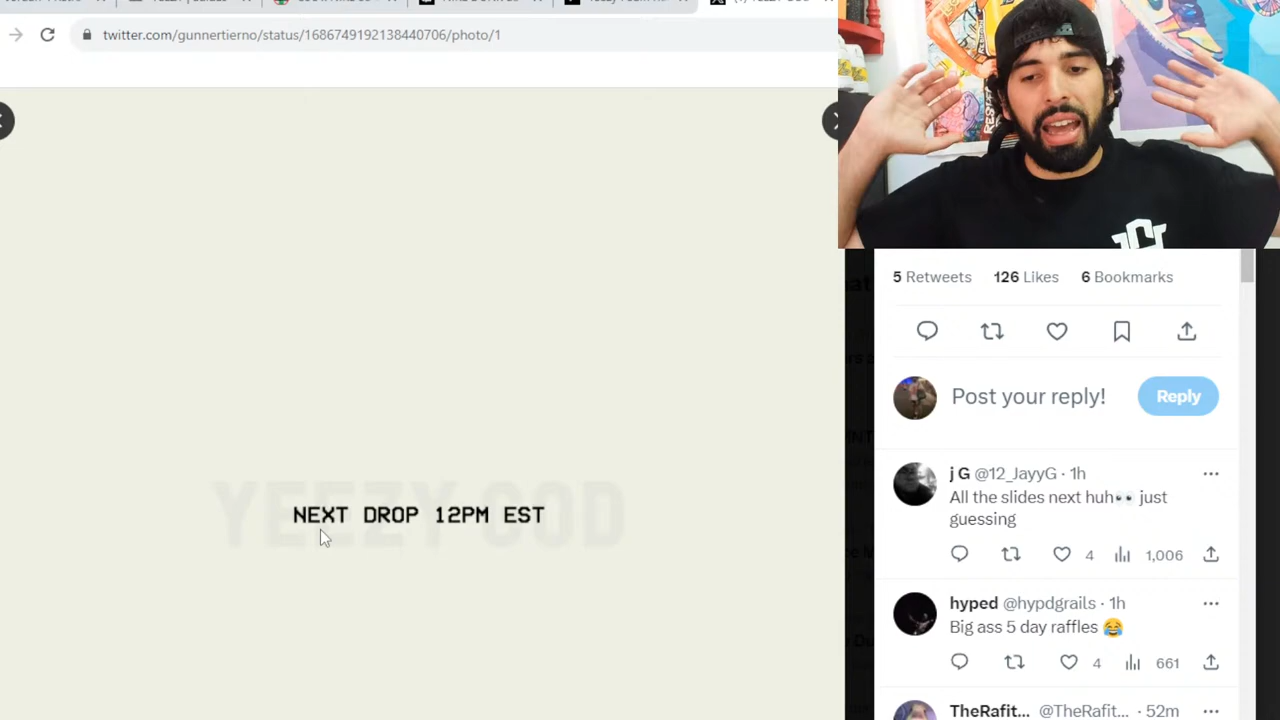 twitter.com/gunnertierno/status/1686749192138440706/photo/1
YEEZY GOD
NEXT DROP 12PM EST
5 Retweets 126 Likes 6 Bookmarks
Post your reply! Reply
j G @12_JayyG · 1h
All the slides next huh👀 just
guessing
4 1,006
hyped @hypdgrails · 1h
Big ass 5 day raffles 😂
4 661
TheRafit... @TheRafit... · 52m